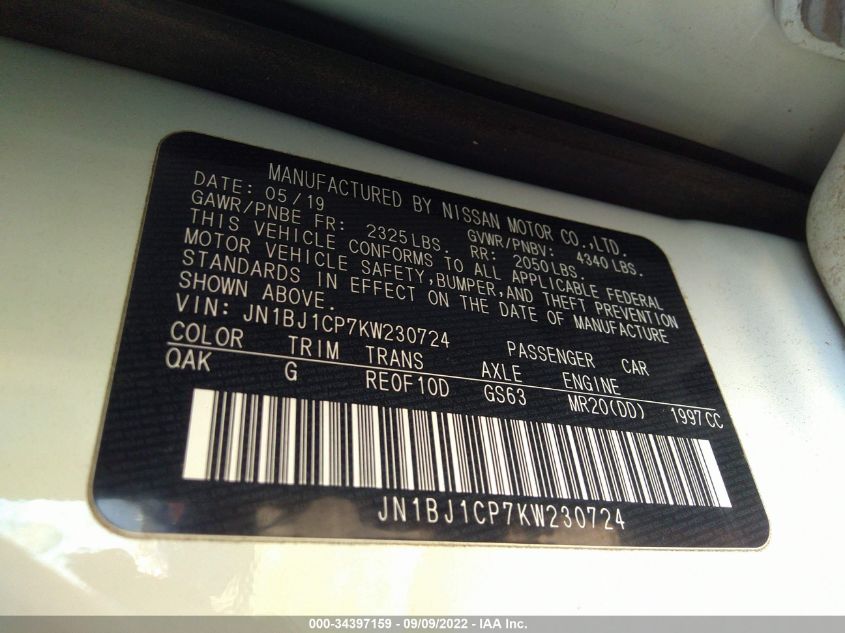 MANUFACTURED BY NISSAN MOTOR CO.,LTD.
DATE: 05/19 GVWR/PNBV: 4340LBS.
GAWR/PNBE FR: 2325LBS. RR: 2050LBS.
THIS VEHICLE CONFORMS TO ALL APPLICABLE FEDERAL
MOTOR VEHICLE SAFETY,BUMPER,AND THEFT PREVENTION
STANDARDS IN EFFECT ON THE DATE OF MANUFACTURE
SHOWN ABOVE.
VIN: JN1BJ1CP7KW230724 PASSENGER CAR
COLOR TRIM TRANS AXLE ENGINE
QAK G RE0F10D GS63 MR20(DD) 1997CC
JN1BJ1CP7KW230724
000-34397159 - 09/09/2022 - IAA Inc.